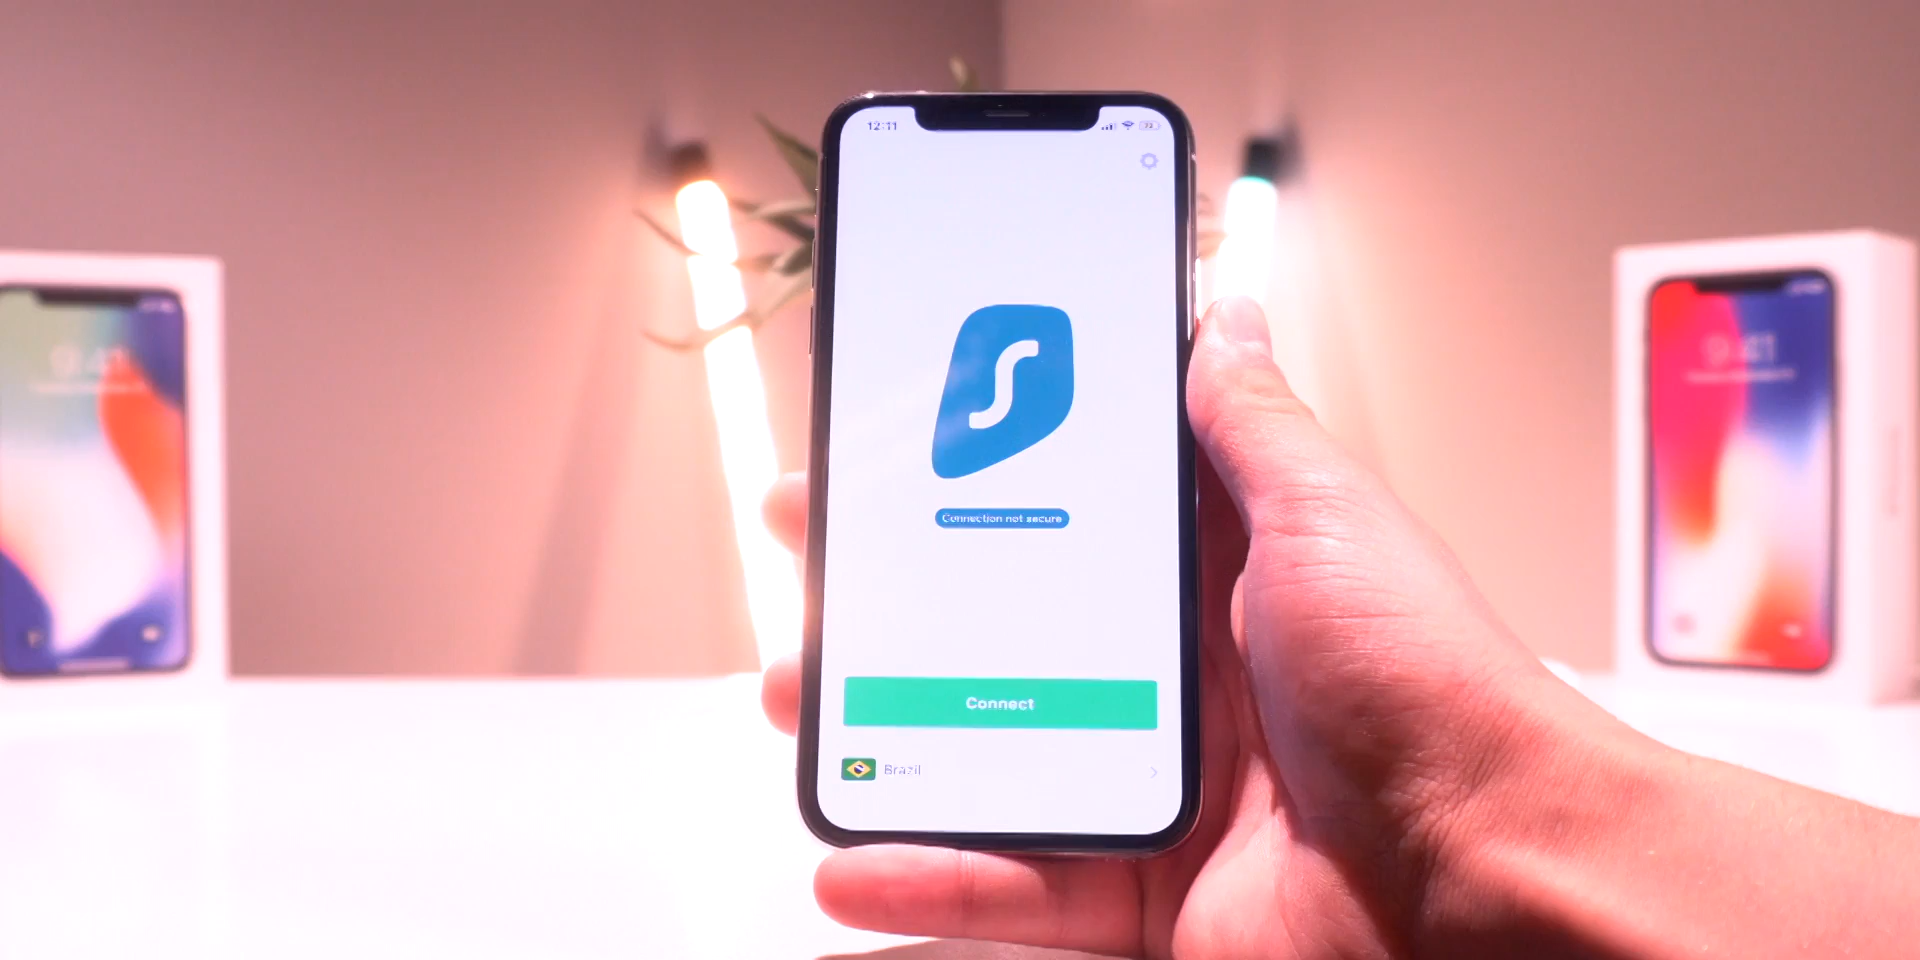 12:11
Connection not secure
Connect
Brazil